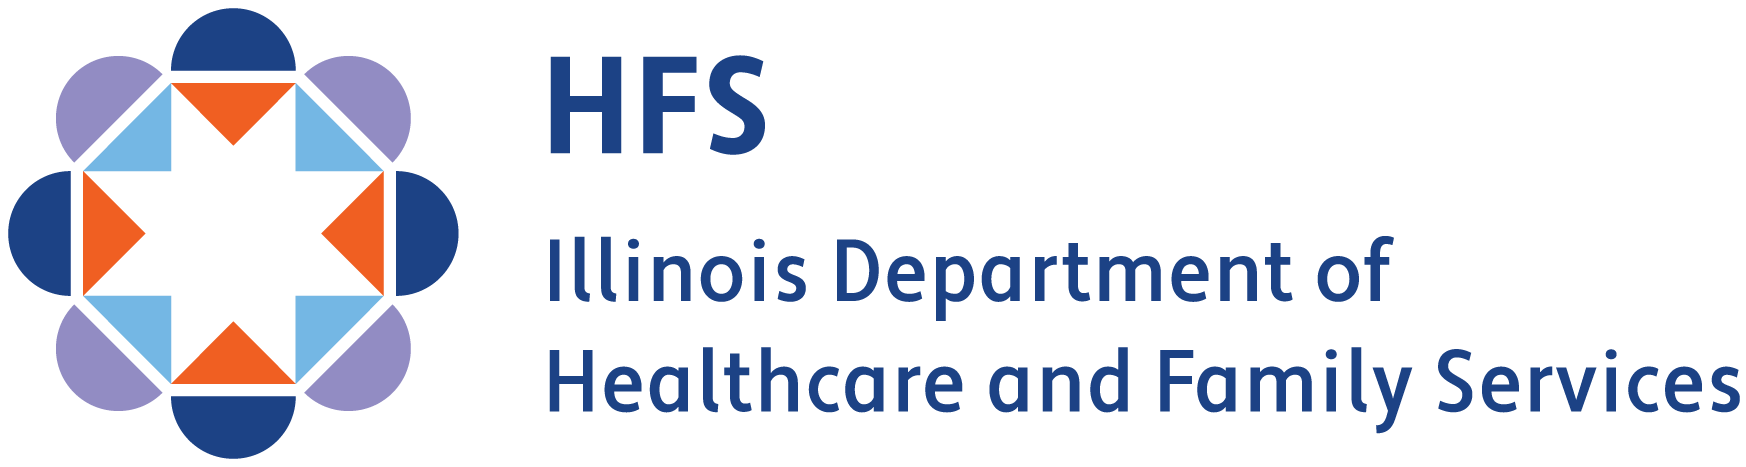 HFS
Illinois Department of
Healthcare and Family Services